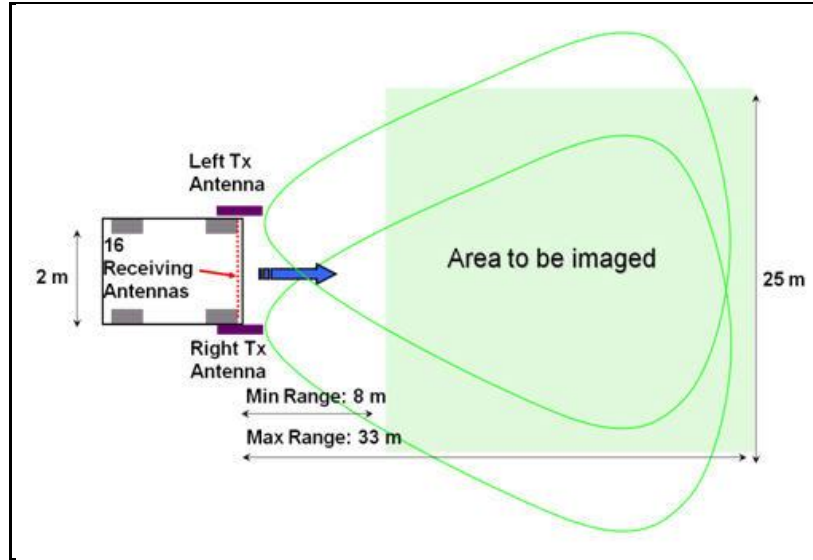 Left Tx
Antenna
16
Receiving
Antennas
2 m
Area to be imaged
25 m
Right Tx
Antenna
Min Range: 8 m
Max Range: 33 m